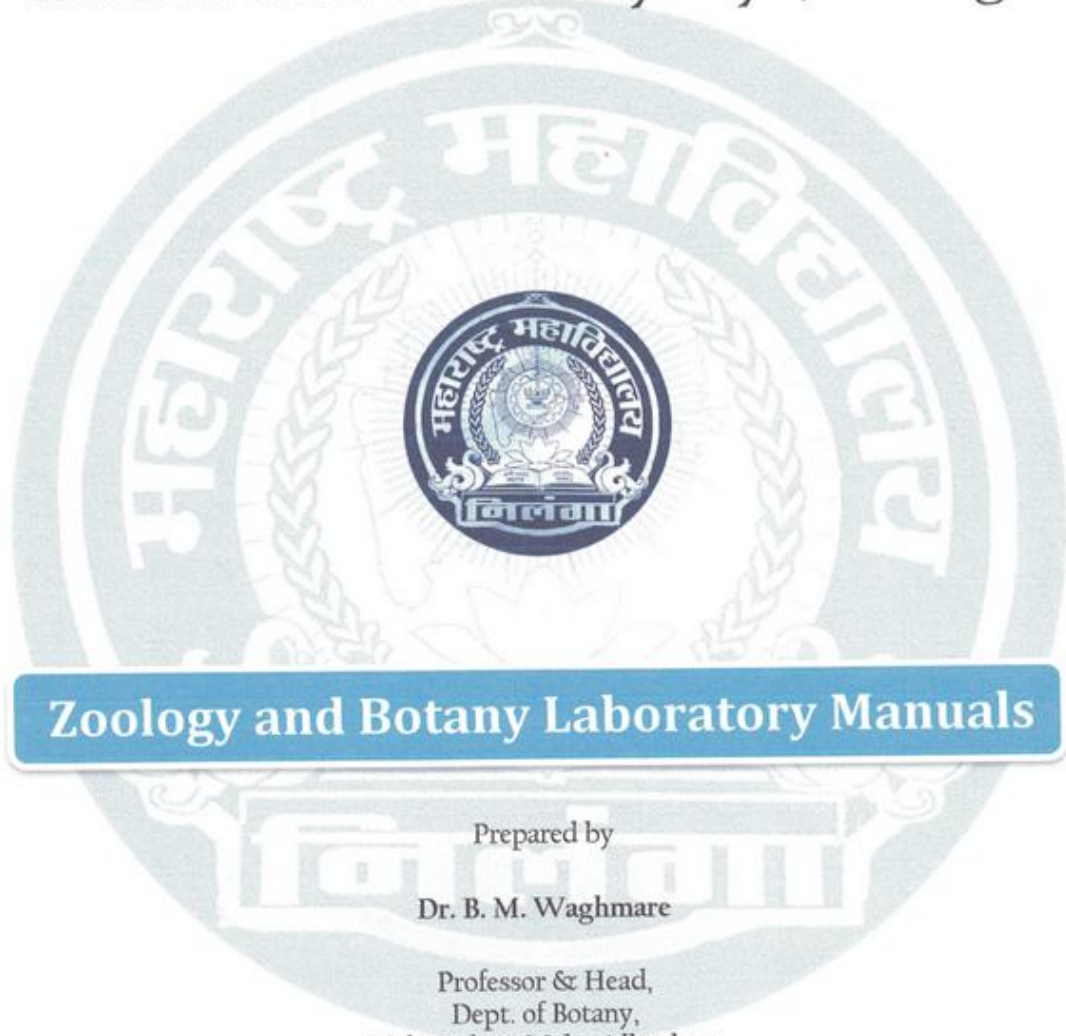 महाराष्ट्र महाविद्यालय
महाराष्ट्र महाविद्यालय
निलंगा
Zoology and Botany Laboratory Manuals
निलंगा
Prepared by
Dr. B. M. Waghmare
Professor & Head,
Dept. of Botany,